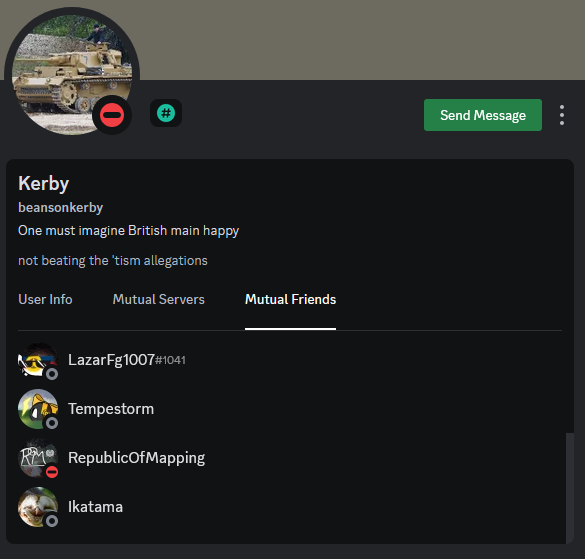 Send Message
Kerby
beansonkerby
One must imagine British main happy
not beating the 'tism allegations
User Info Mutual Servers Mutual Friends
LazarFg1007#1041
Tempestorm
RPM
RepublicOfMapping
Ikatama